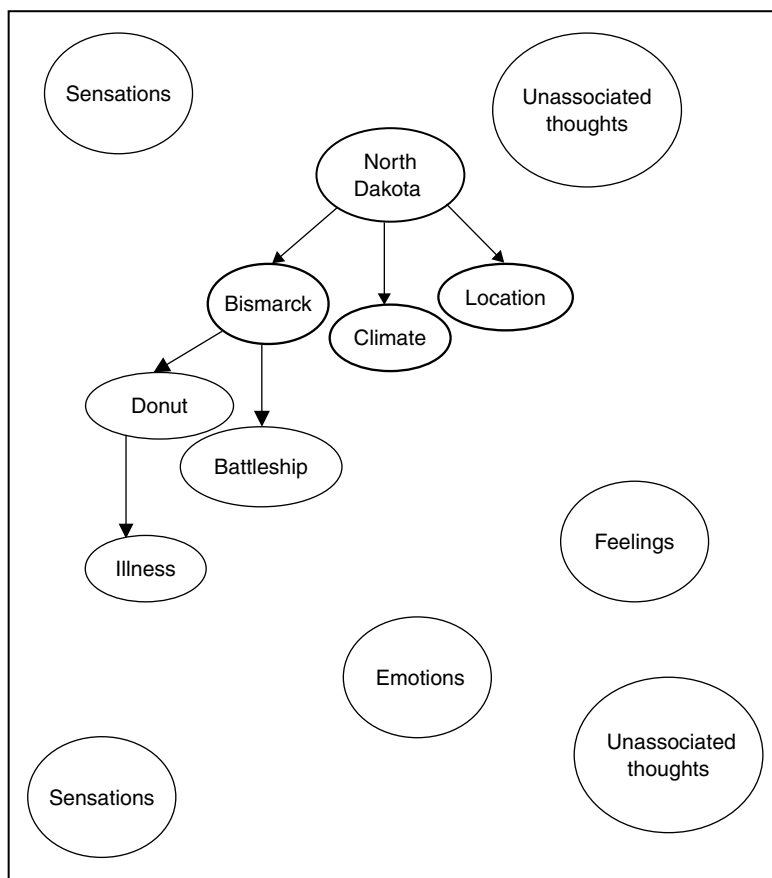 Sensations
Unassociated
thoughts
North
Dakota
Bismarck
Location
Climate
Donut
Battleship
Illness
Feelings
Emotions
Unassociated
thoughts
Sensations